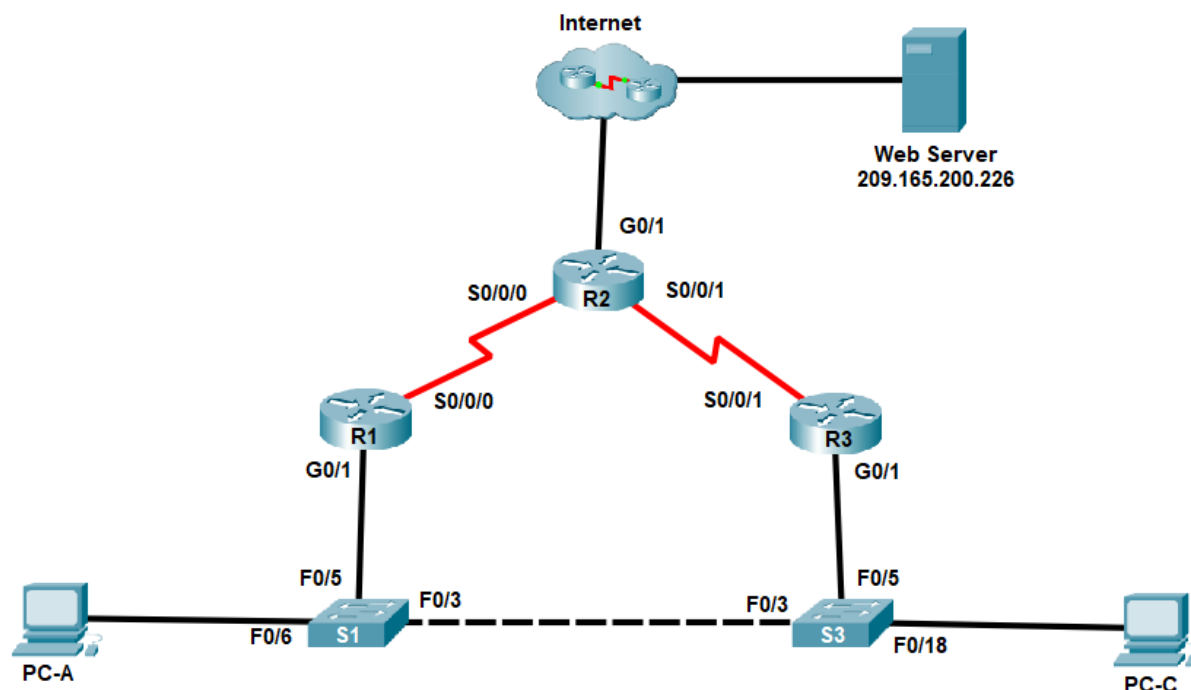 Internet
Web Server
209.165.200.226
G0/1
S0/0/0
R2
S0/0/1
S0/0/0
S0/0/1
R1
R3
G0/1
G0/1
F0/5
F0/3
F0/3
F0/5
F0/6
S1
S3
F0/18
PC-A
PC-C